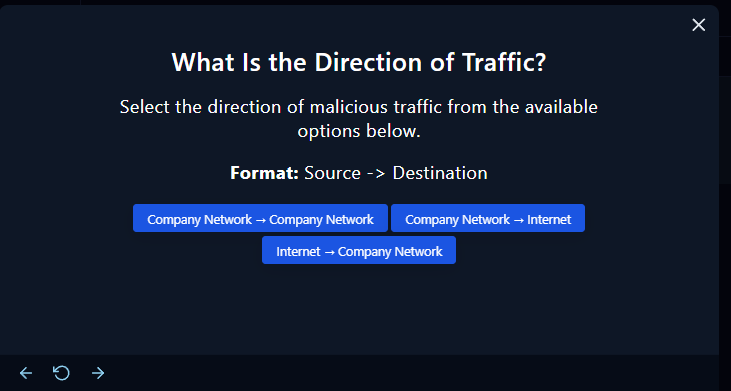 What Is the Direction of Traffic?
Select the direction of malicious traffic from the available
options below.
Format: Source -> Destination
Company Network → Company Network
Company Network → Internet
Internet → Company Network